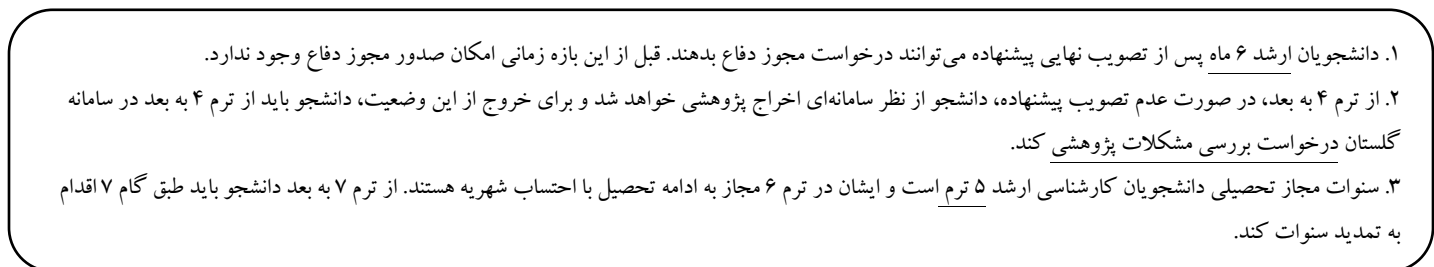 ۱. دانشجویان ارشد ۶ ماه پس از تصویب نهایی پیشنهاده می‌توانند درخواست مجوز دفاع بدهند. قبل از این بازه زمانی امکان صدور مجوز دفاع وجود ندارد.
۲. از ترم ۴ به بعد، در صورت عدم تصویب پیشنهاده، دانشجو از نظر سامانه‌ای اخراج پژوهشی خواهد شد و برای خروج از این وضعیت، دانشجو باید از ترم ۴ به بعد در سامانه
گلستان درخواست بررسی مشکلات پژوهشی کند.
۳. سنوات مجاز تحصیلی دانشجویان کارشناسی ارشد ۵ ترم است و ایشان در ترم ۶ مجاز به ادامه تحصیل با احتساب شهریه هستند. از ترم ۷ به بعد دانشجو باید طبق گام ۷ اقدام
به تمدید سنوات کند.